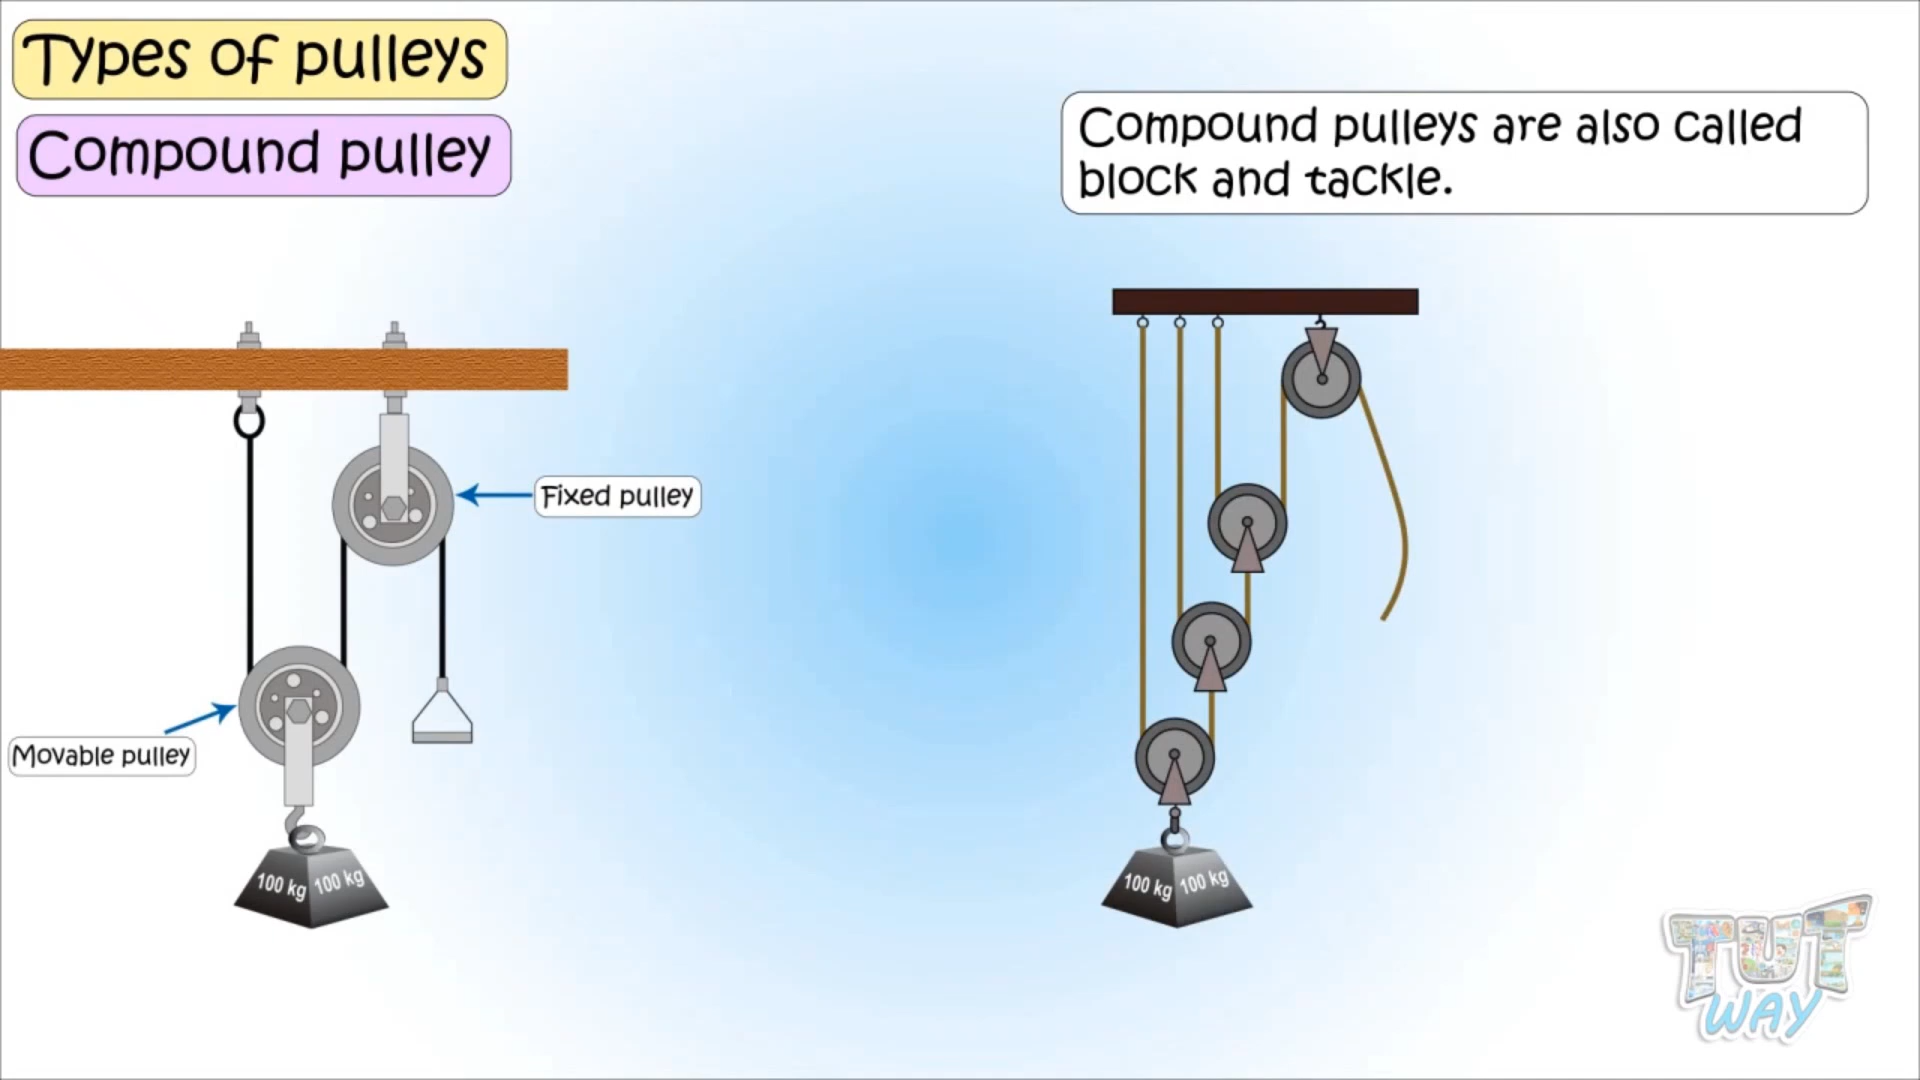 Types of pulleys
Compound pulley
Compound pulleys are also called
block and tackle.
Fixed pulley
Movable pulley
100 kg 100 kg
100 kg 100 kg
TUT
WAY